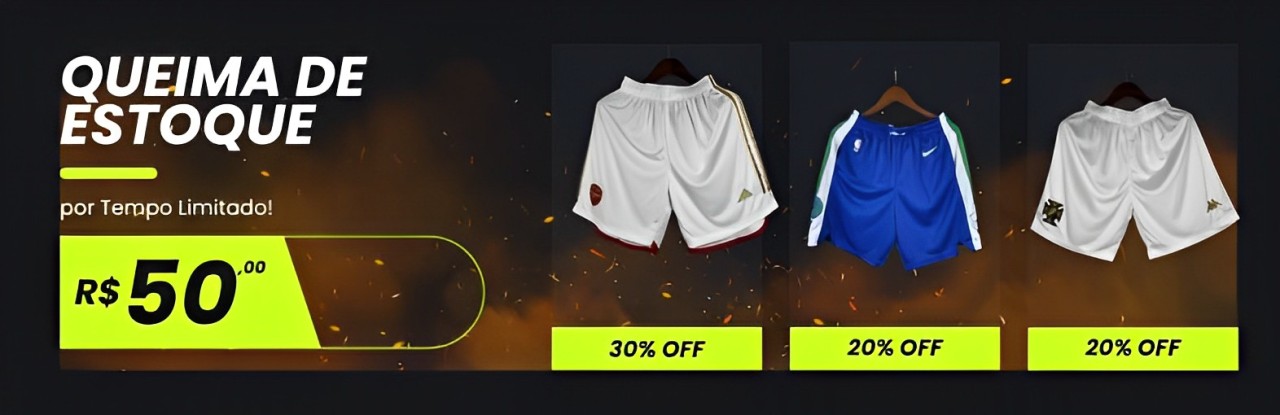 QUEIMA DE
ESTOQUE
por Tempo Limitado!
R$ 50,00
30% OFF
20% OFF
20% OFF